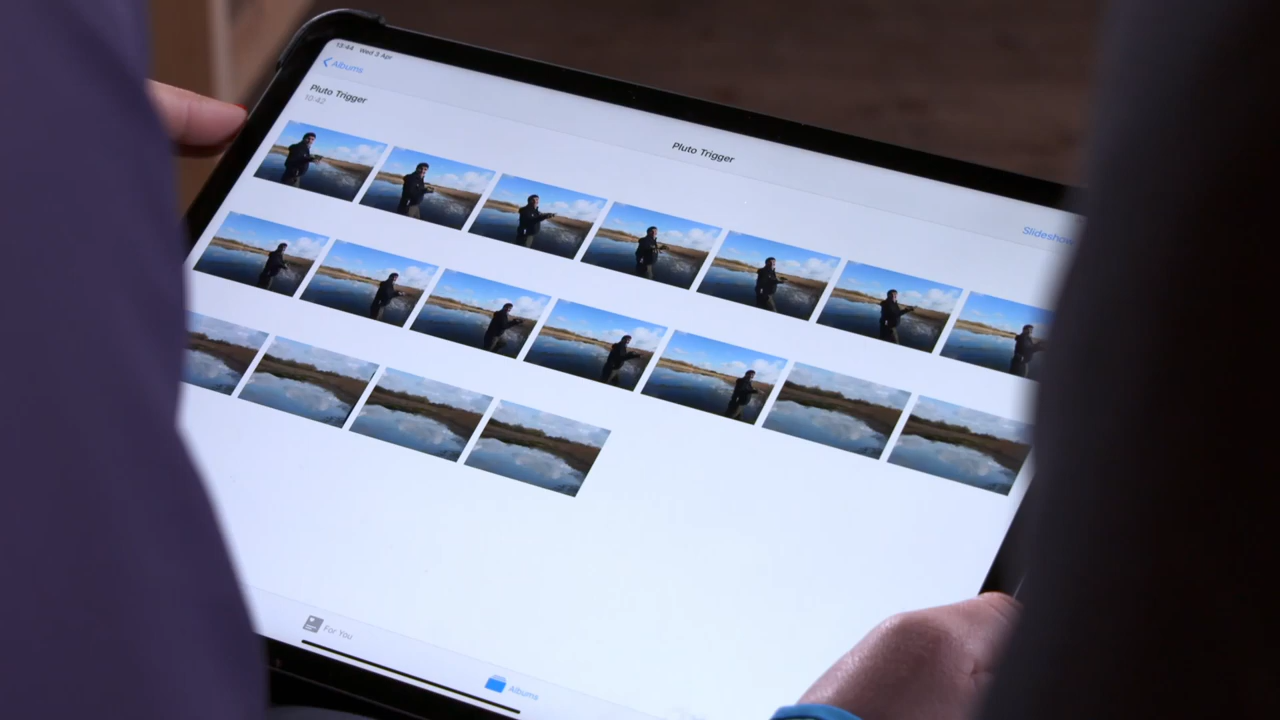 13:44 Wed 3 Apr
Albums
Pluto Trigger
10:42
Pluto Trigger
Slideshow
For You
Albums